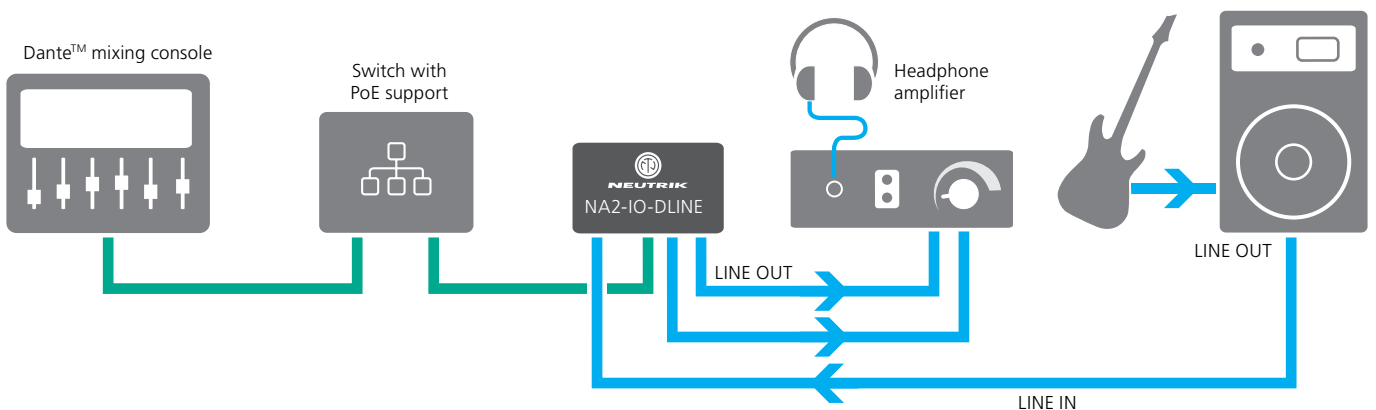 Dante™ mixing console
Switch with
PoE support
NEUTRIK
NA2-IO-DLINE
Headphone
amplifier
LINE OUT
LINE OUT
LINE IN